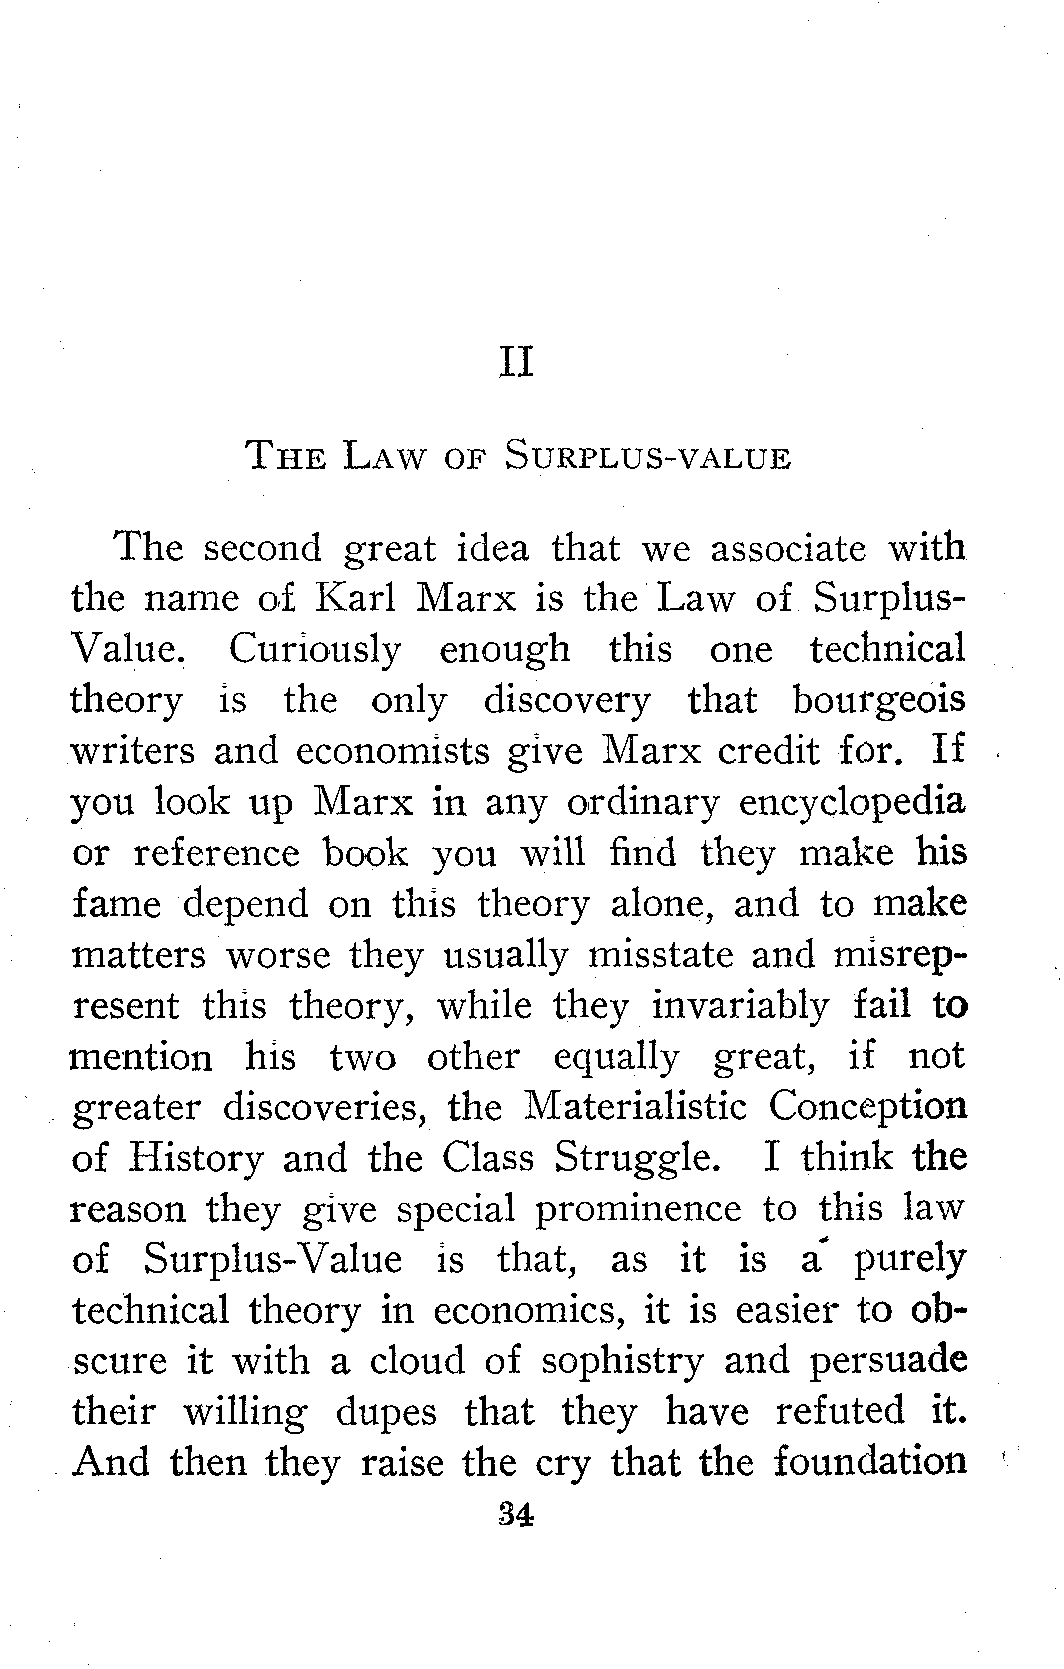 II
THE LAW OF SURPLUS-VALUE
The second great idea that we associate with
the name of Karl Marx is the Law of Surplus-
Value. Curiously enough this one technical
theory is the only discovery that bourgeois
writers and economists give Marx credit for. If
you look up Marx in any ordinary encyclopedia
or reference book you will find they make his
fame depend on this theory alone, and to make
matters worse they usually misstate and misrep-
resent this theory, while they invariably fail to
mention his two other equally great, if not
greater discoveries, the Materialistic Conception
of History and the Class Struggle. I think the
reason they give special prominence to this law
of Surplus-Value is that, as it is a purely
technical theory in economics, it is easier to ob-
scure it with a cloud of sophistry and persuade
their willing dupes that they have refuted it.
And then they raise the cry that the foundation
34